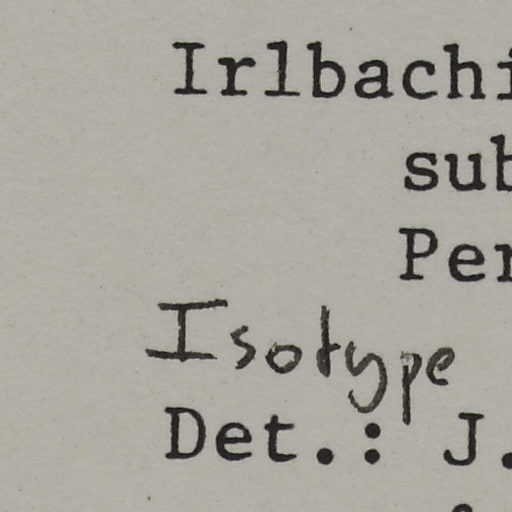 Irlbachi
sub
Per
Isotype
Det.: J.